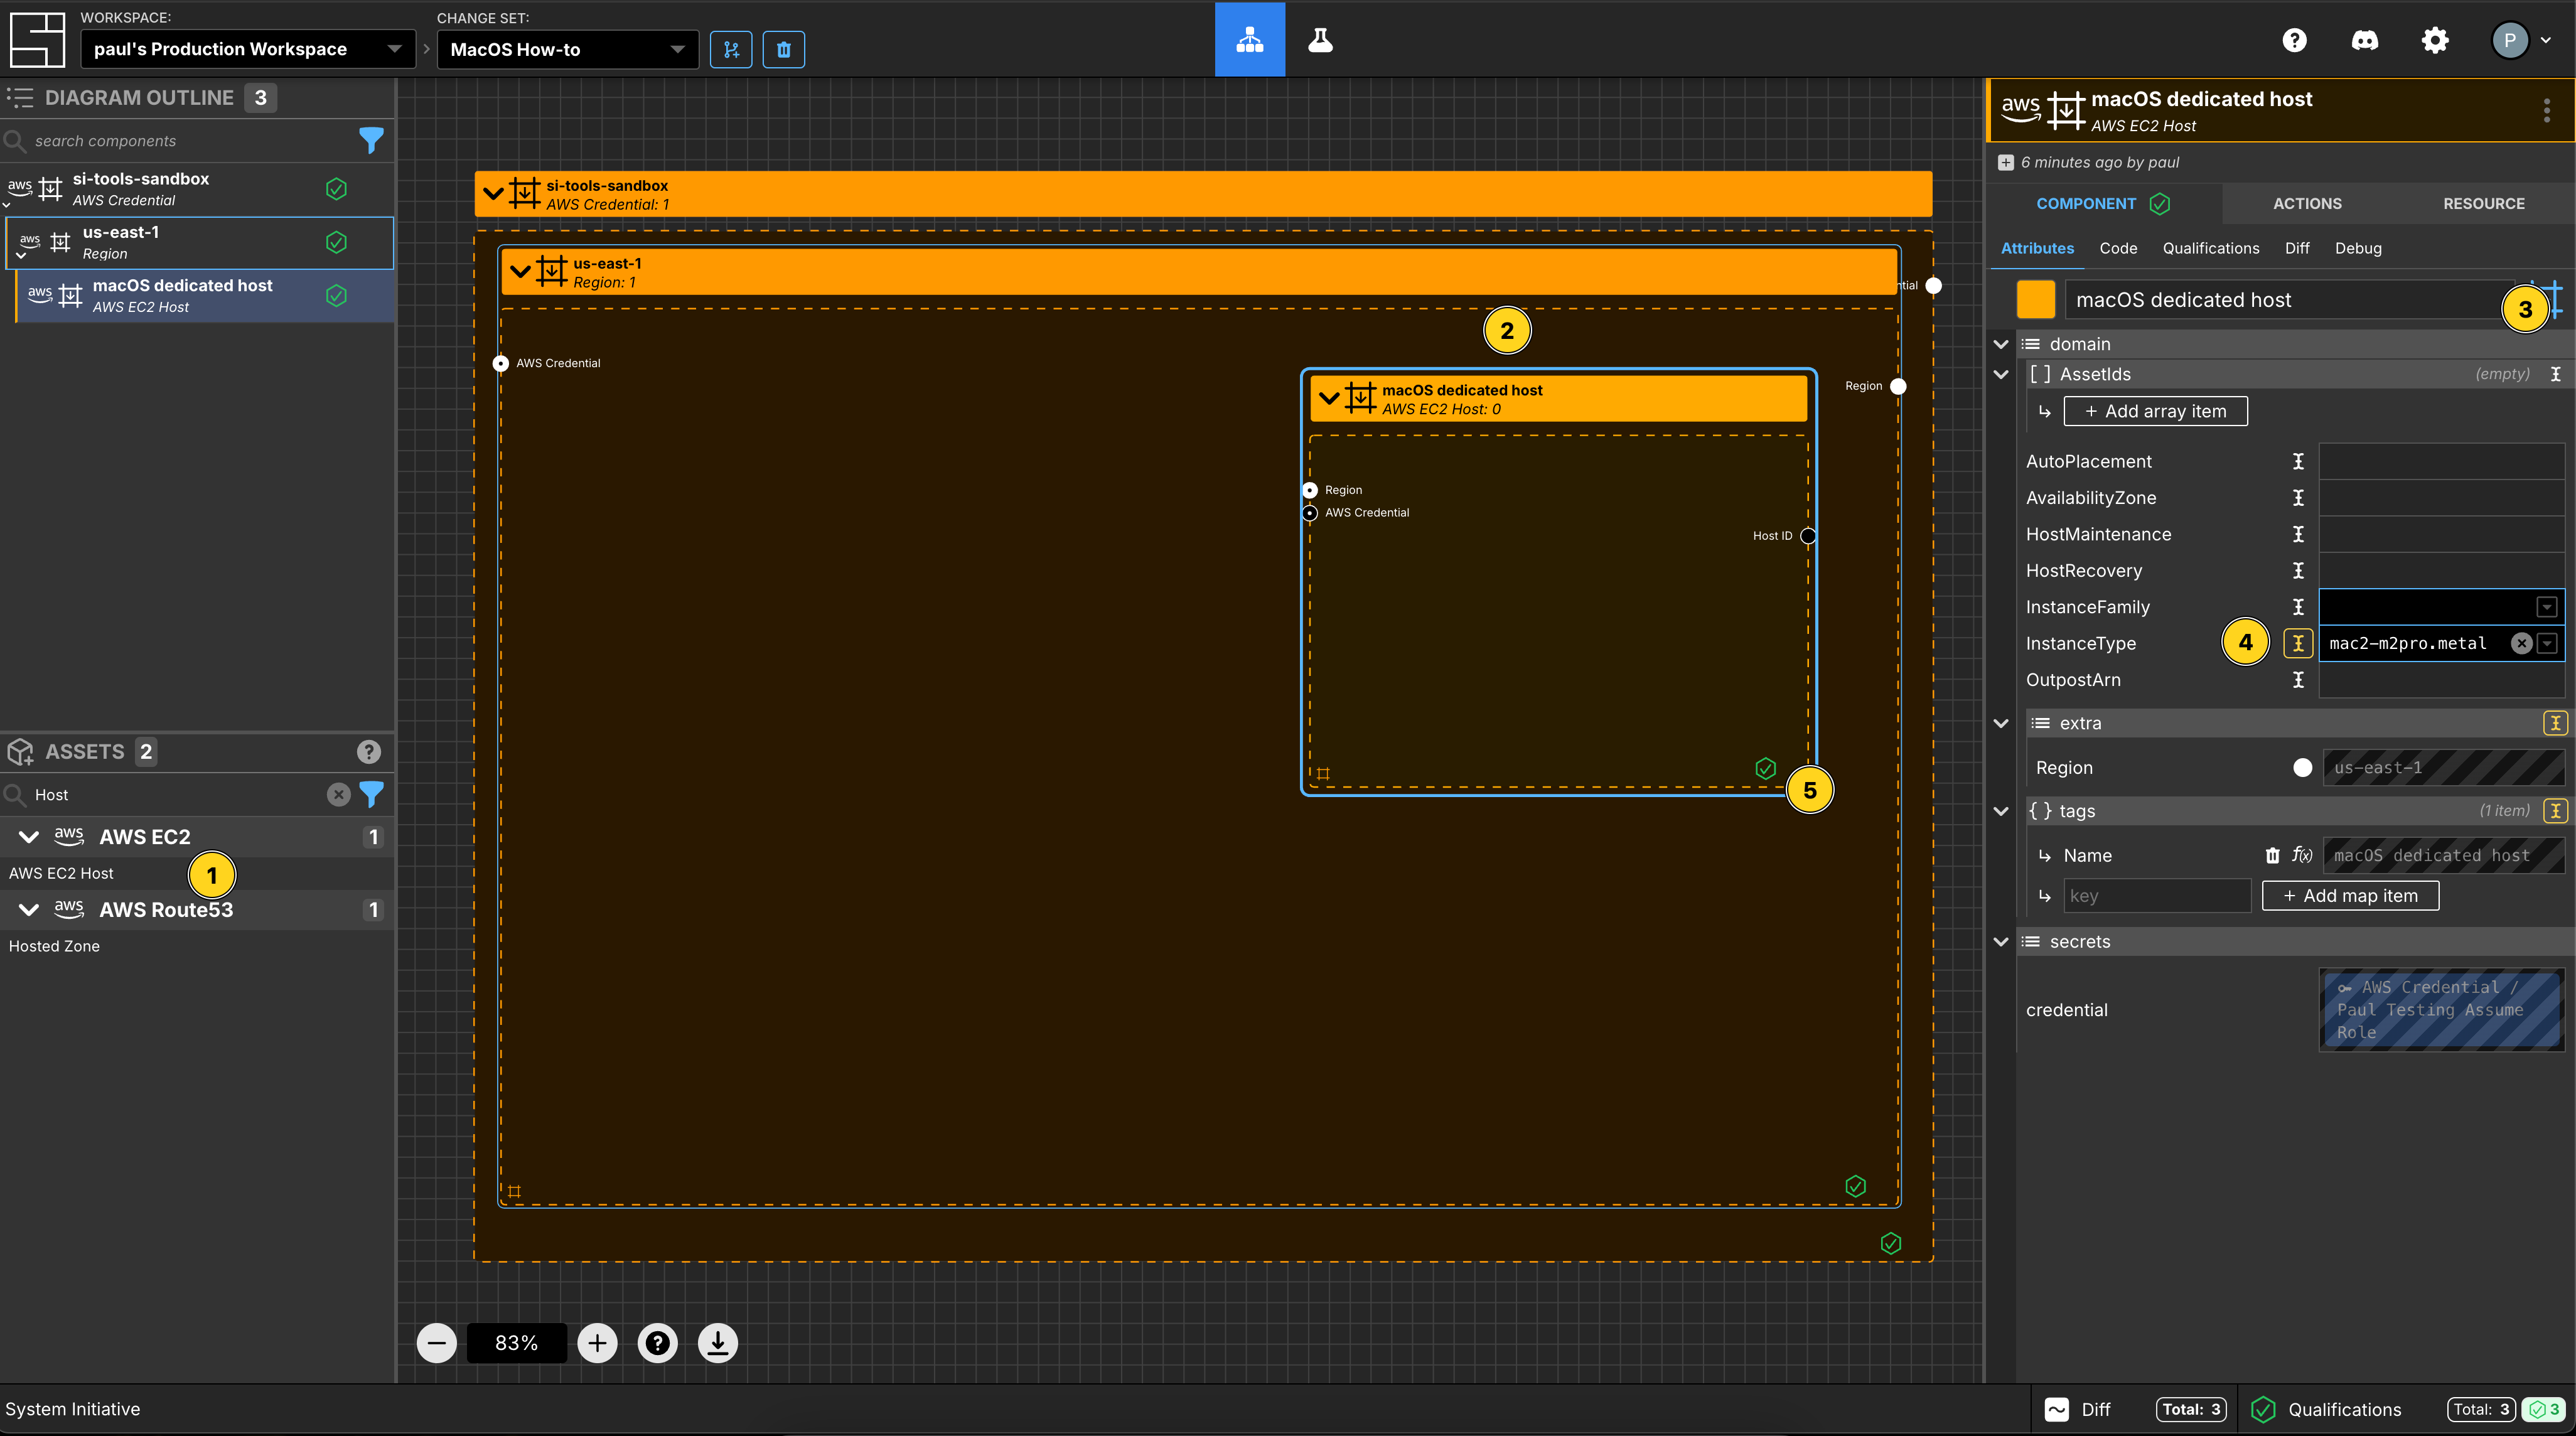 WORKSPACE:
paul's Production Workspace
CHANGE SET:
MacOS How-to
P
DIAGRAM OUTLINE 3
search components
aws si-tools-sandbox
AWS Credential
aws us-east-1
Region
aws macOS dedicated host
AWS EC2 Host
ASSETS 2
Host
aws AWS EC2 1
AWS EC2 Host
1
aws AWS Route53 1
Hosted Zone
si-tools-sandbox
AWS Credential: 1
us-east-1
Region: 1
ntial
2
AWS Credential
Region
macOS dedicated host
AWS EC2 Host: 0
Region
AWS Credential
Host ID
5
83%
aws macOS dedicated host
AWS EC2 Host
6 minutes ago by paul
COMPONENT ACTIONS RESOURCE
Attributes Code Qualifications Diff Debug
macOS dedicated host
3
domain
[ ] AssetIds (empty)
+ Add array item
AutoPlacement
AvailabilityZone
HostMaintenance
HostRecovery
InstanceFamily
InstanceType 4 mac2-m2pro.metal
OutpostArn
extra
Region us-east-1
{ } tags (1 item)
Name f(x) macOS dedicated host
key + Add map item
secrets
credential
AWS Credential /
Paul Testing Assume
Role
System Initiative
Diff Total: 3 Qualifications Total: 3 3